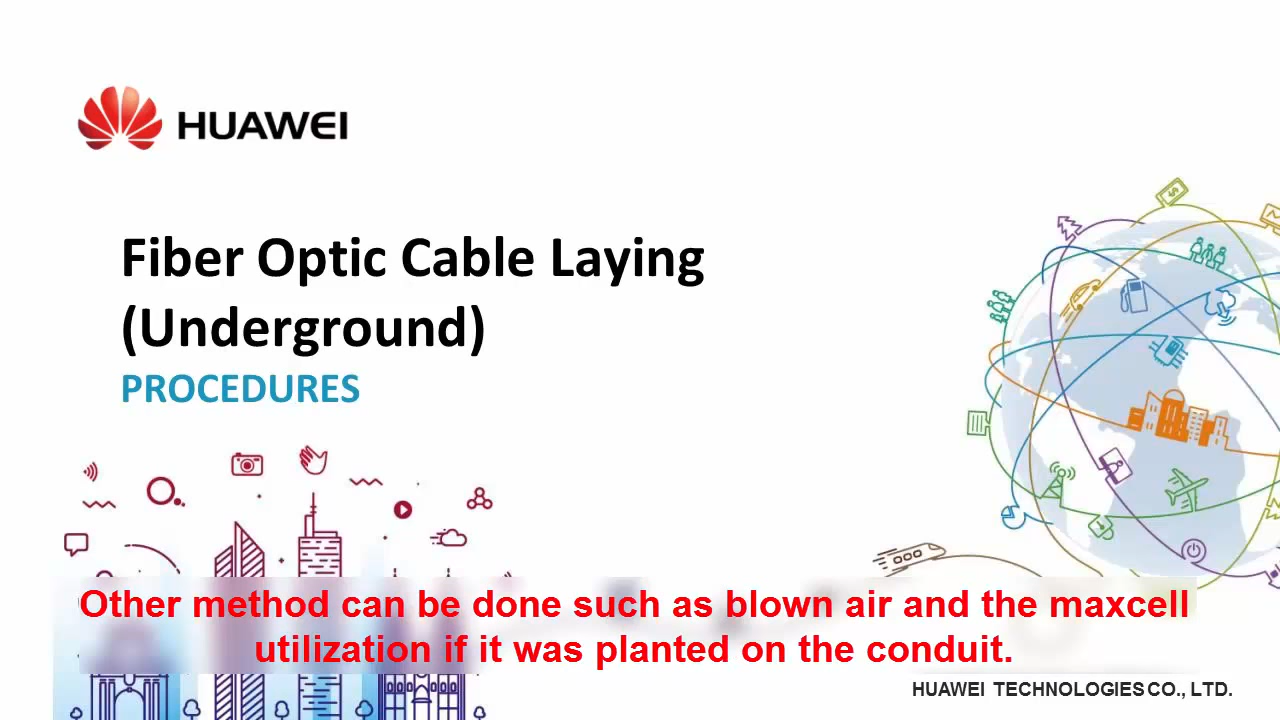 HUAWEI
Fiber Optic Cable Laying
(Underground)
PROCEDURES
Other method can be done such as blown air and the maxcell
utilization if it was planted on the conduit.
HUAWEI TECHNOLOGIES CO., LTD.